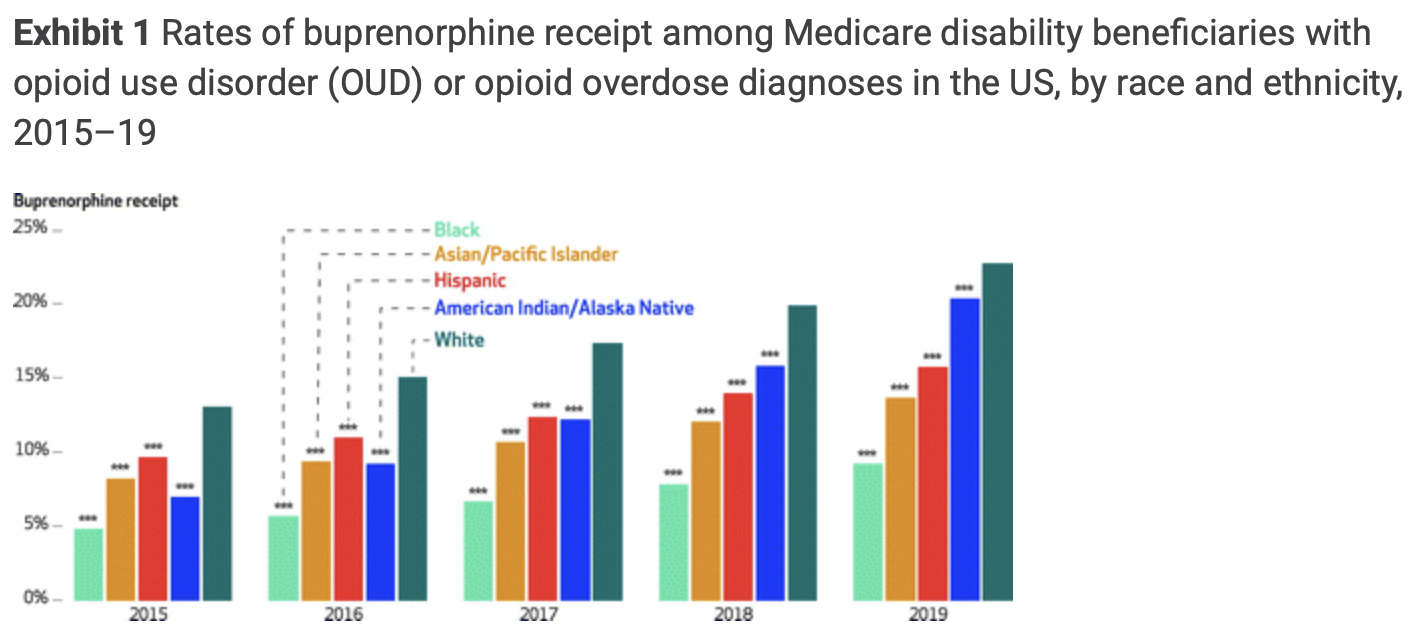 Exhibit 1 Rates of buprenorphine receipt among Medicare disability beneficiaries with
opioid use disorder (OUD) or opioid overdose diagnoses in the US, by race and ethnicity,
2015–19
Buprenorphine receipt
25%
Black
Asian/Pacific Islander
Hispanic
20%
American Indian/Alaska Native
White
15%
10%
5%
0%
*** *** *** ***
*** *** *** ***
*** *** *** ***
*** *** *** ***
*** *** *** ***
2015 2016 2017 2018 2019